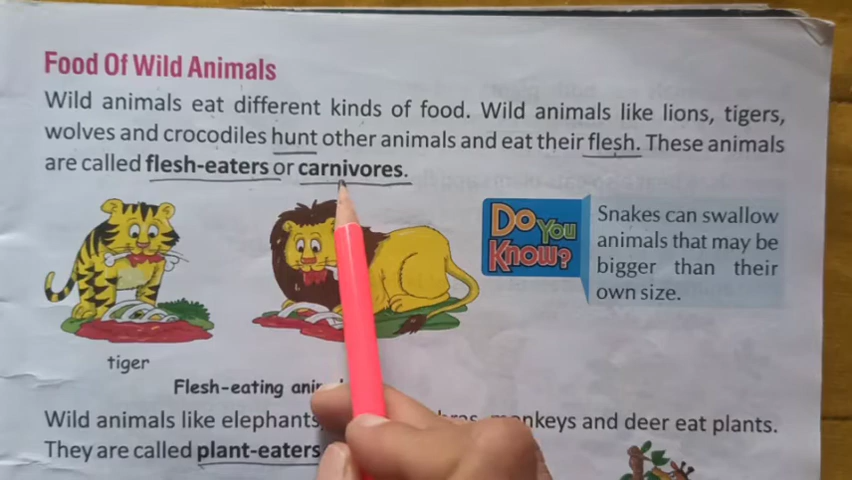 Food Of Wild Animals
Wild animals eat different kinds of food. Wild animals like lions, tigers,
wolves and crocodiles hunt other animals and eat their flesh. These animals
are called flesh-eaters or carnivores.
Do You Know?
Snakes can swallow
animals that may be
bigger than their
own size.
tiger
Flesh-eating
Wild animals like elephants, monkeys and deer eat plants.
They are called plant-eaters